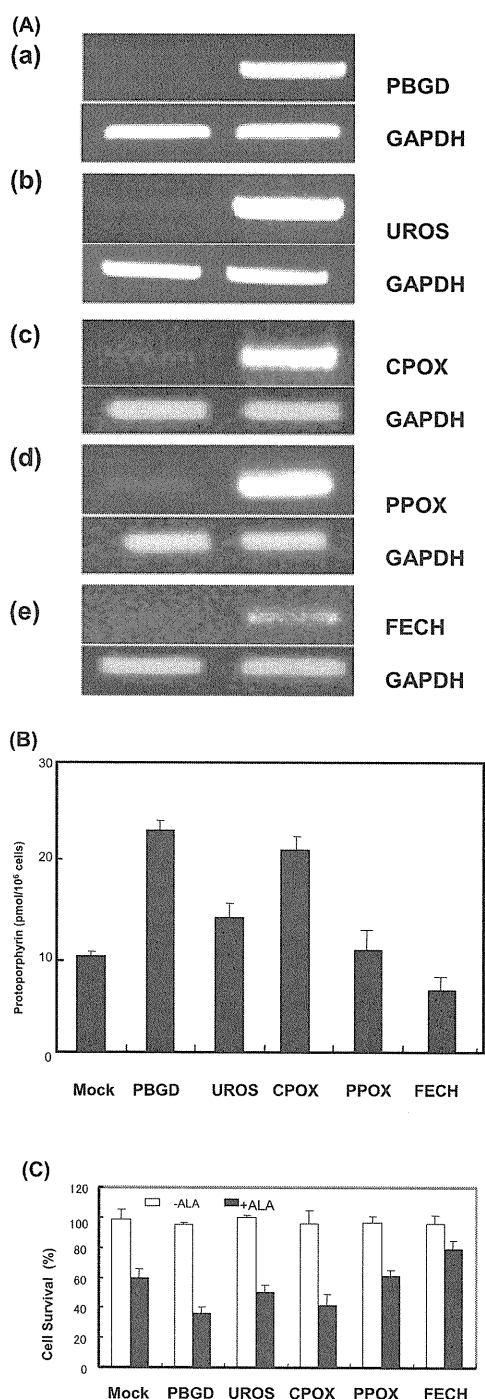 (A)
(a)
PBGD
GAPDH
(b)
UROS
GAPDH
(c)
CPOX
GAPDH
(d)
PPOX
GAPDH
(e)
FECH
GAPDH
(B)
30
20
10
0
Protoporphyrin (pmol/10⁶ cells)
Mock PBGD UROS CPOX PPOX FECH
(C)
120
100
80
60
40
20
0
Cell Survival (%)
-ALA +ALA
Mock PBGD UROS CPOX PPOX FECH